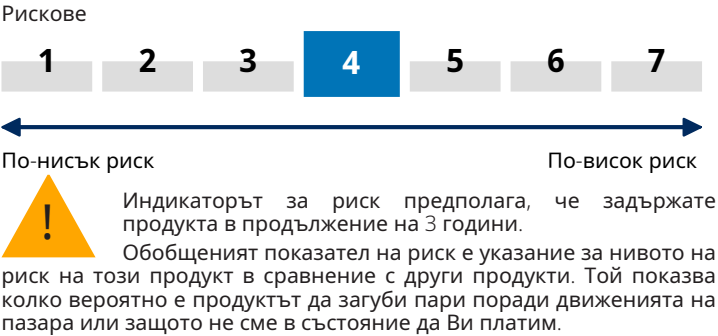 Рискове
1 2 3 4 5 6 7
По-нисък риск По-висок риск
!
Индикаторът за риск предполага, че задържате
продукта в продължение на 3 години.
Обобщеният показател на риск е указание за нивото на
риск на този продукт в сравнение с други продукти. Той показва
колко вероятно е продуктът да загуби пари поради движенията на
пазара или защото не сме в състояние да Ви платим.